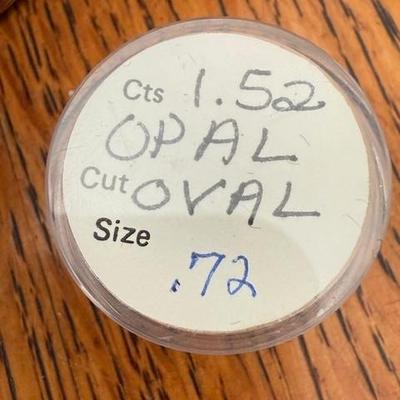 Cts 1.52
OPAL
Cut OVAL
Size
.72